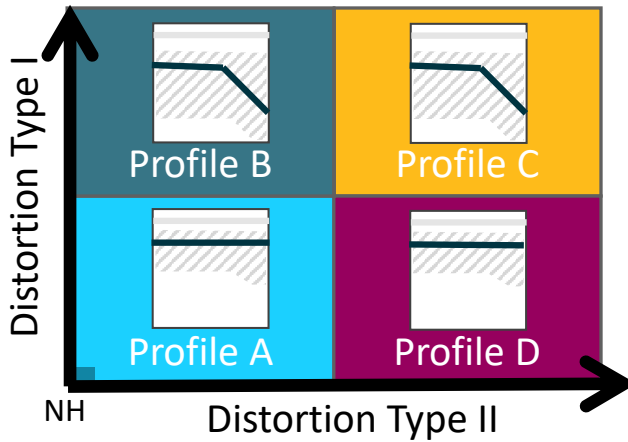 Distortion Type I
Profile B
Profile C
Profile A
Profile D
NH
Distortion Type II